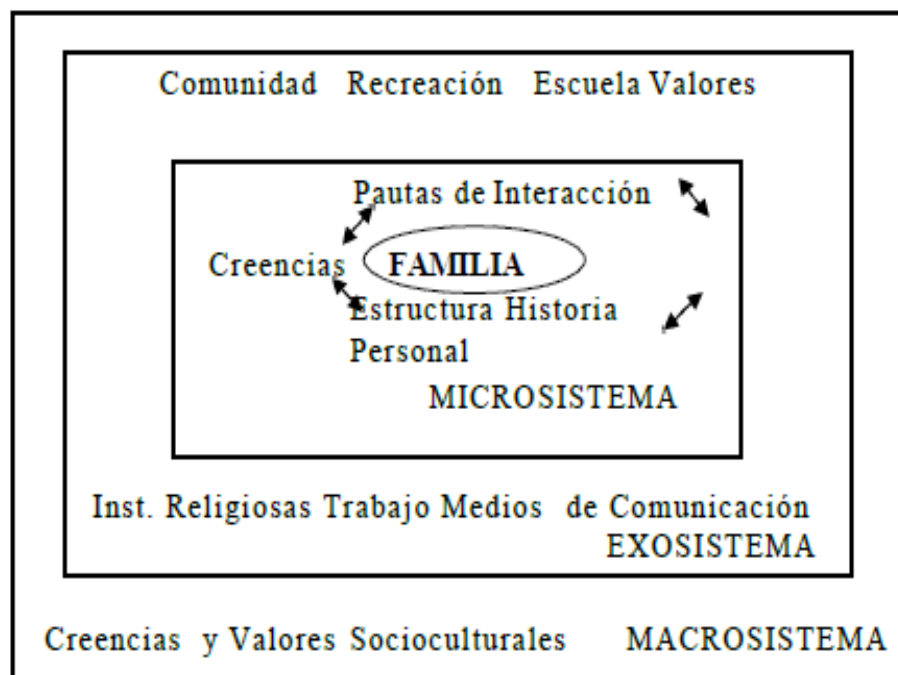 Comunidad Recreación Escuela Valores
Pautas de Interacción
Creencias FAMILIA
Estructura Historia
Personal
MICROSISTEMA
Inst. Religiosas Trabajo Medios de Comunicación
EXOSISTEMA
Creencias y Valores Socioculturales MACROSISTEMA